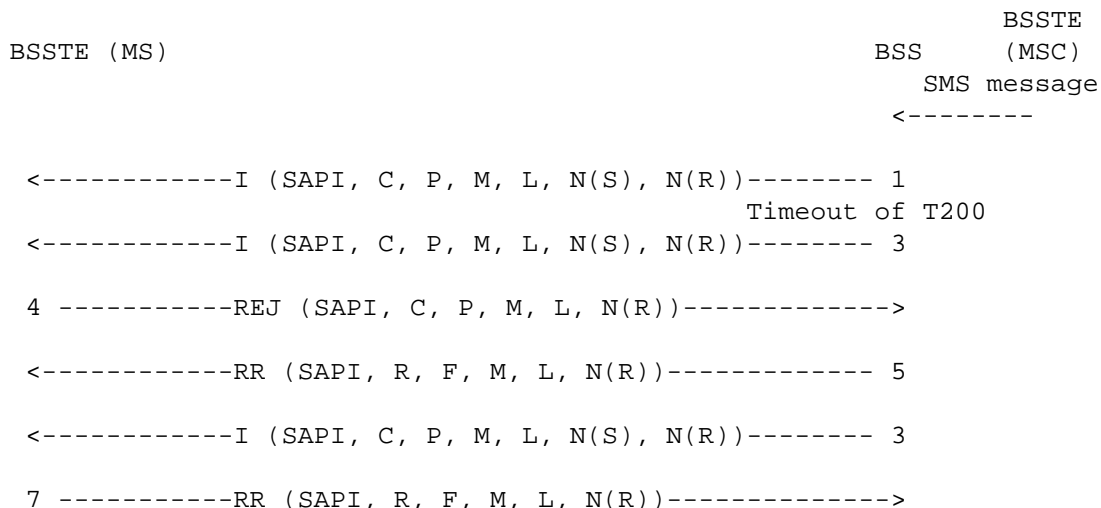 BSSTE
BSSTE (MS) BSS (MSC)
SMS message
<--------
<------------I (SAPI, C, P, M, L, N(S), N(R))-------- 1
Timeout of T200
<------------I (SAPI, C, P, M, L, N(S), N(R))-------- 3
4 -----------REJ (SAPI, C, P, M, L, N(R))------------->
<------------RR (SAPI, R, F, M, L, N(R))------------- 5
<------------I (SAPI, C, P, M, L, N(S), N(R))-------- 3
7 -----------RR (SAPI, R, F, M, L, N(R))-------------->